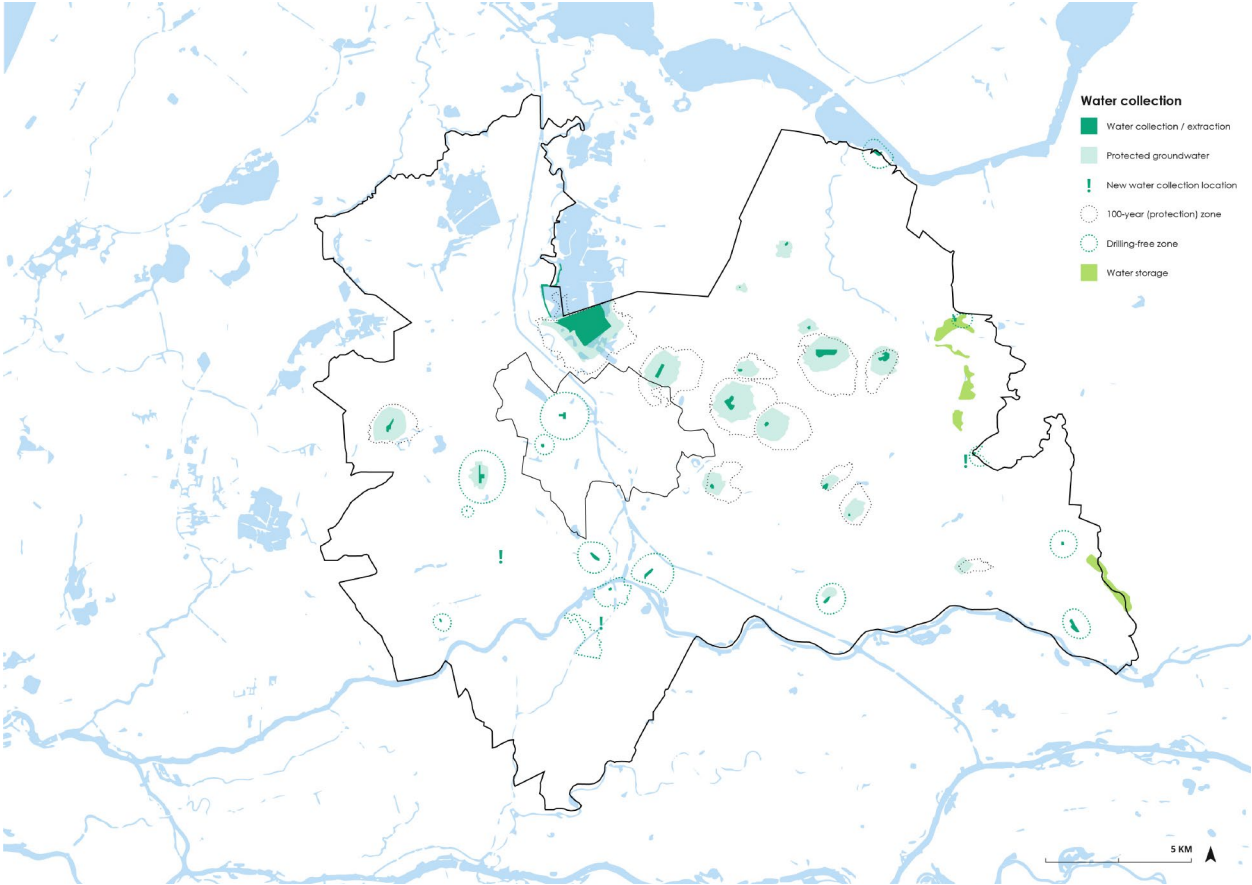 Water collection
Water collection / extraction
Protected groundwater
New water collection location
100-year (protection) zone
Drilling-free zone
Water storage
5 KM